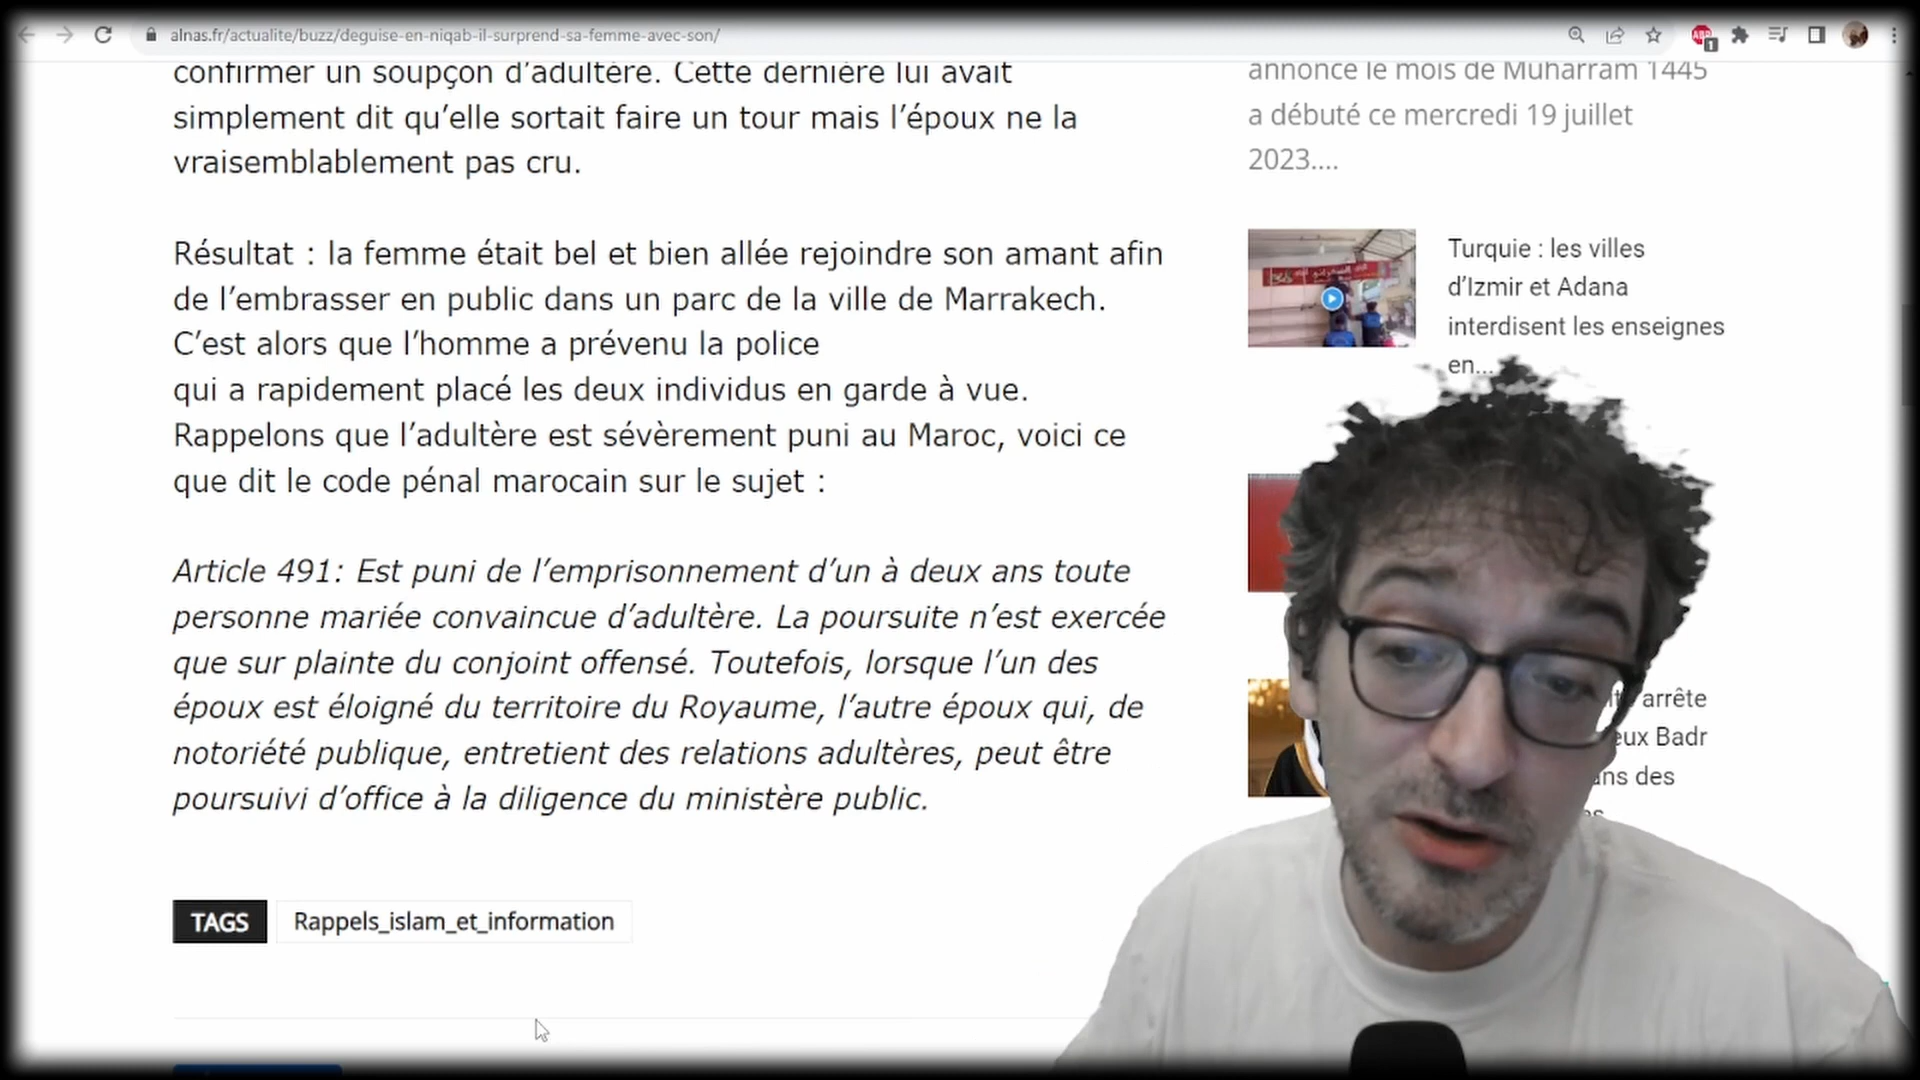 alnas.fr/actualite/buzz/deguise-en-niqab-il-surprend-sa-femme-avec-son/
confirmer un soupçon d’adultère. Cette dernière lui avait
simplement dit qu’elle sortait faire un tour mais l’époux ne la
vraisemblablement pas cru.
Résultat : la femme était bel et bien allée rejoindre son amant afin
de l’embrasser en public dans un parc de la ville de Marrakech.
C’est alors que l’homme a prévenu la police
qui a rapidement placé les deux individus en garde à vue.
Rappelons que l’adultère est sévèrement puni au Maroc, voici ce
que dit le code pénal marocain sur le sujet :
Article 491: Est puni de l’emprisonnement d’un à deux ans toute
personne mariée convaincue d’adultère. La poursuite n’est exercée
que sur plainte du conjoint offensé. Toutefois, lorsque l’un des
époux est éloigné du territoire du Royaume, l’autre époux qui, de
notoriété publique, entretient des relations adultères, peut être
poursuivi d’office à la diligence du ministère public.
TAGS
Rappels_islam_et_information
annonce le mois de Muharram 1445
a débuté ce mercredi 19 juillet
2023....
Turquie : les villes
d’Izmir et Adana
interdisent les enseignes
en...
arrête
eux Badr
ans des
ABP
1